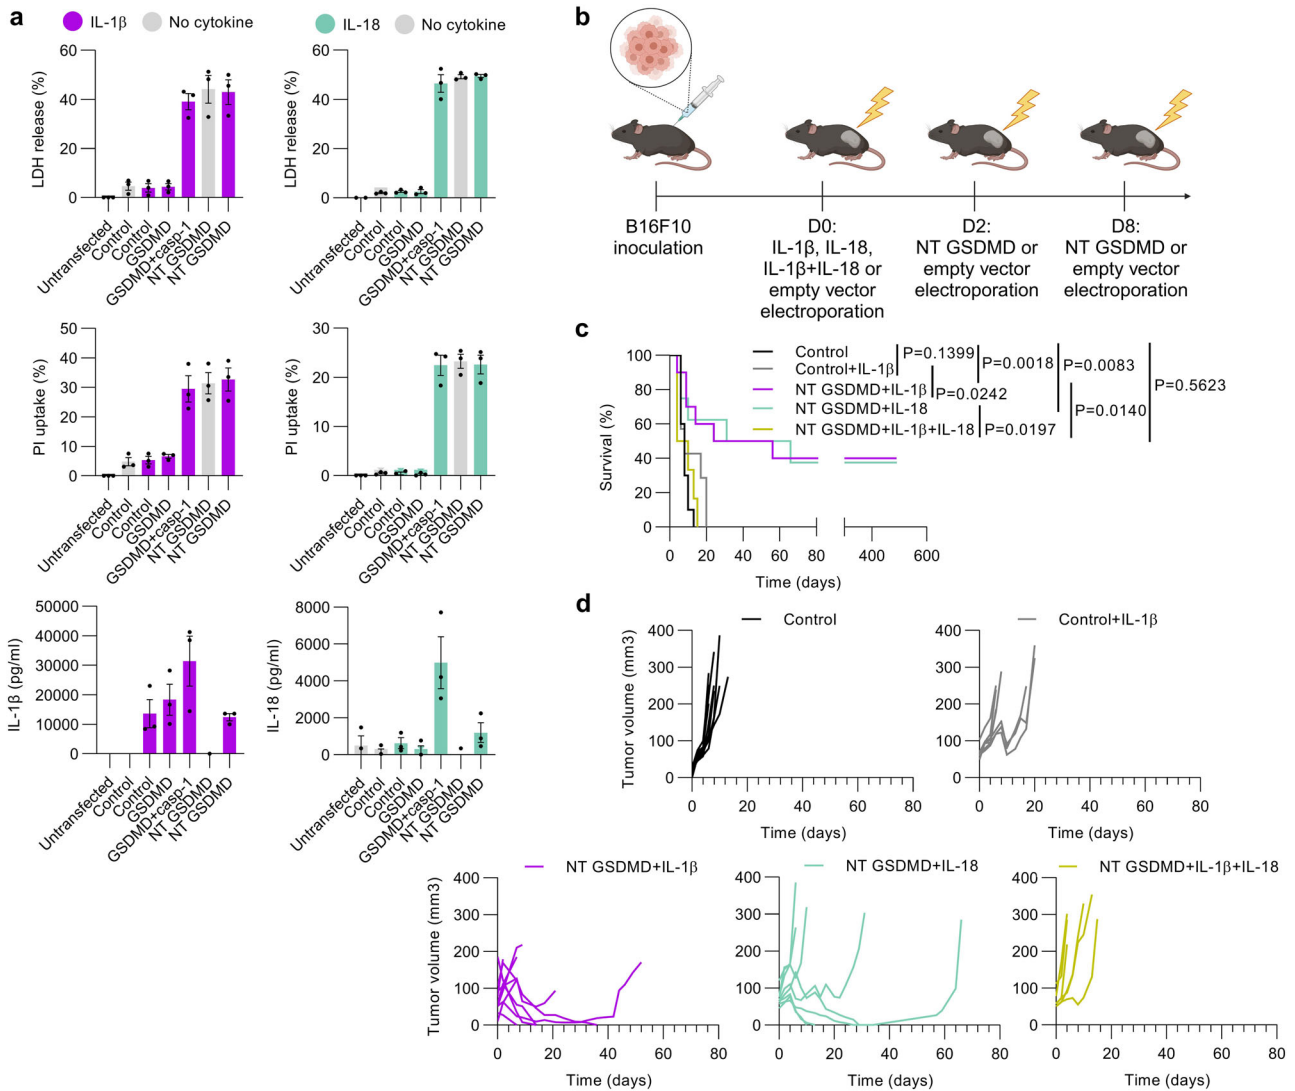 a
IL-1β
No cytokine
IL-18
No cytokine
LDH release (%)
60
40
20
0
Untransfected
Control
Control
GSDMD
GSDMD+casp-1
NT GSDMD
NT GSDMD
LDH release (%)
60
40
20
0
Untransfected
Control
Control
GSDMD
GSDMD+casp-1
NT GSDMD
NT GSDMD
PI uptake (%)
50
40
30
20
10
0
Untransfected
Control
Control
GSDMD
GSDMD+casp-1
NT GSDMD
NT GSDMD
PI uptake (%)
30
20
10
0
Untransfected
Control
Control
GSDMD
GSDMD+casp-1
NT GSDMD
NT GSDMD
IL-1β (pg/ml)
50000
40000
30000
20000
10000
0
Untransfected
Control
Control
GSDMD
GSDMD+casp-1
NT GSDMD
NT GSDMD
IL-18 (pg/ml)
8000
6000
4000
2000
0
Untransfected
Control
Control
GSDMD
GSDMD+casp-1
NT GSDMD
NT GSDMD
b
B16F10
inoculation
D0:
IL-1β, IL-18,
IL-1β+IL-18 or
empty vector
electroporation
D2:
NT GSDMD or
empty vector
electroporation
D8:
NT GSDMD or
empty vector
electroporation
c
Survival (%)
100
80
60
40
20
0
0 20 40 60 80 400 600
Time (days)
Control
Control+IL-1β
NT GSDMD+IL-1β
NT GSDMD+IL-18
NT GSDMD+IL-1β+IL-18
P=0.1399
P=0.0018
P=0.0083
P=0.5623
P=0.0242
P=0.0140
P=0.0197
d
Control
Tumor volume (mm3)
400
300
200
100
0
0 20 40 60 80
Time (days)
Control+IL-1β
400
300
200
100
0
0 20 40 60 80
Time (days)
NT GSDMD+IL-1β
Tumor volume (mm3)
400
300
200
100
0
0 20 40 60 80
Time (days)
NT GSDMD+IL-18
400
300
200
100
0
0 20 40 60 80
Time (days)
NT GSDMD+IL-1β+IL-18
400
300
200
100
0
0 20 40 60 80
Time (days)